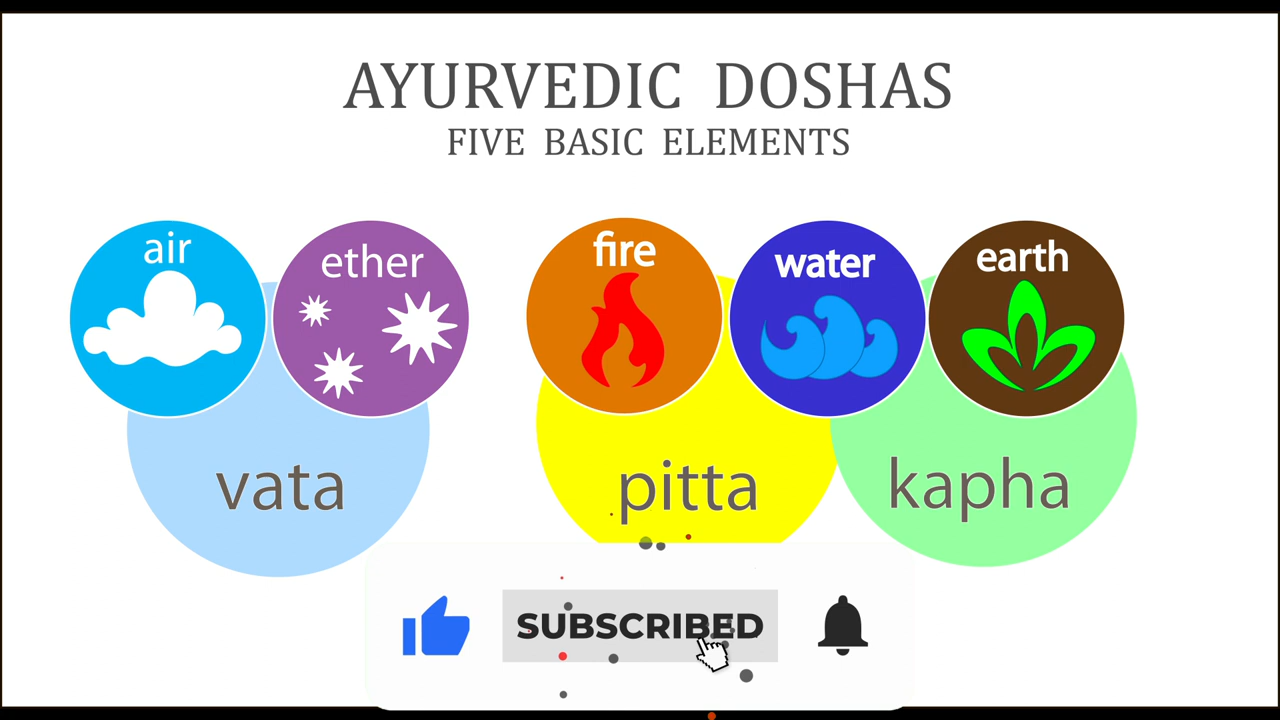 AYURVEDIC DOSHAS
FIVE BASIC ELEMENTS
air
ether
fire
water
earth
vata
pitta
kapha
SUBSCRIBED